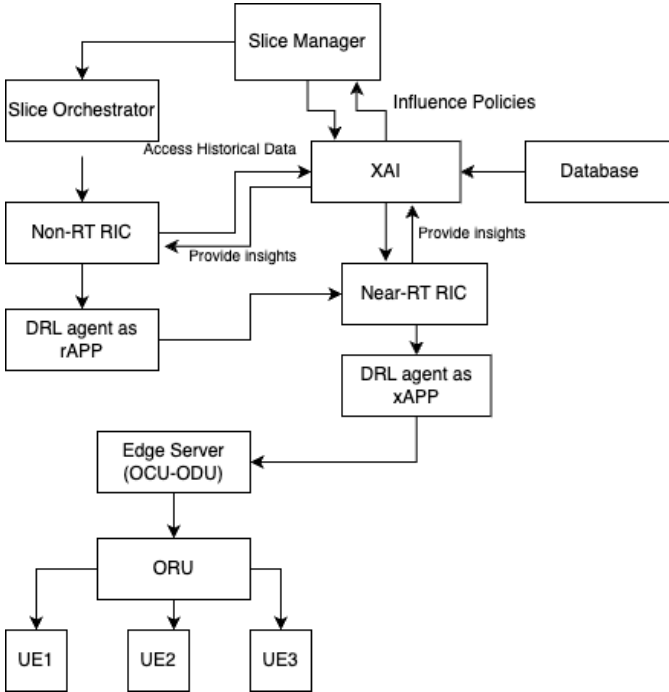 Slice Manager
Slice Orchestrator
Influence Policies
Access Historical Data
XAI
Database
Non-RT RIC
Provide insights
Provide insights
Near-RT RIC
DRL agent as
rAPP
DRL agent as
xAPP
Edge Server
(OCU-ODU)
ORU
UE1
UE2
UE3